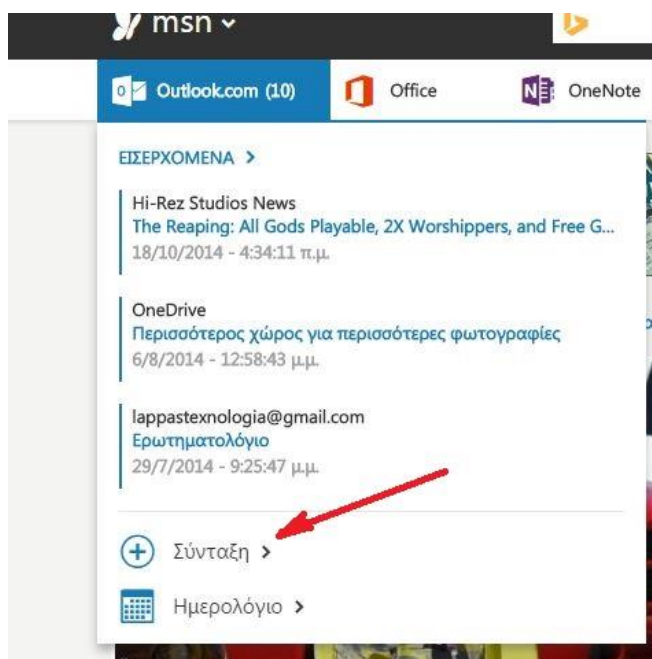 msn
Outlook.com (10)
Office
OneNote
ΕΙΣΕΡΧΟΜΕΝΑ >
Hi-Rez Studios News
The Reaping: All Gods Playable, 2X Worshippers, and Free G...
18/10/2014 - 4:34:11 π.μ.
OneDrive
Περισσότερος χώρος για περισσότερες φωτογραφίες
6/8/2014 - 12:58:43 μ.μ.
lappastexnologia@gmail.com
Ερωτηματολόγιο
29/7/2014 - 9:25:47 μ.μ.
Σύνταξη >
Ημερολόγιο >